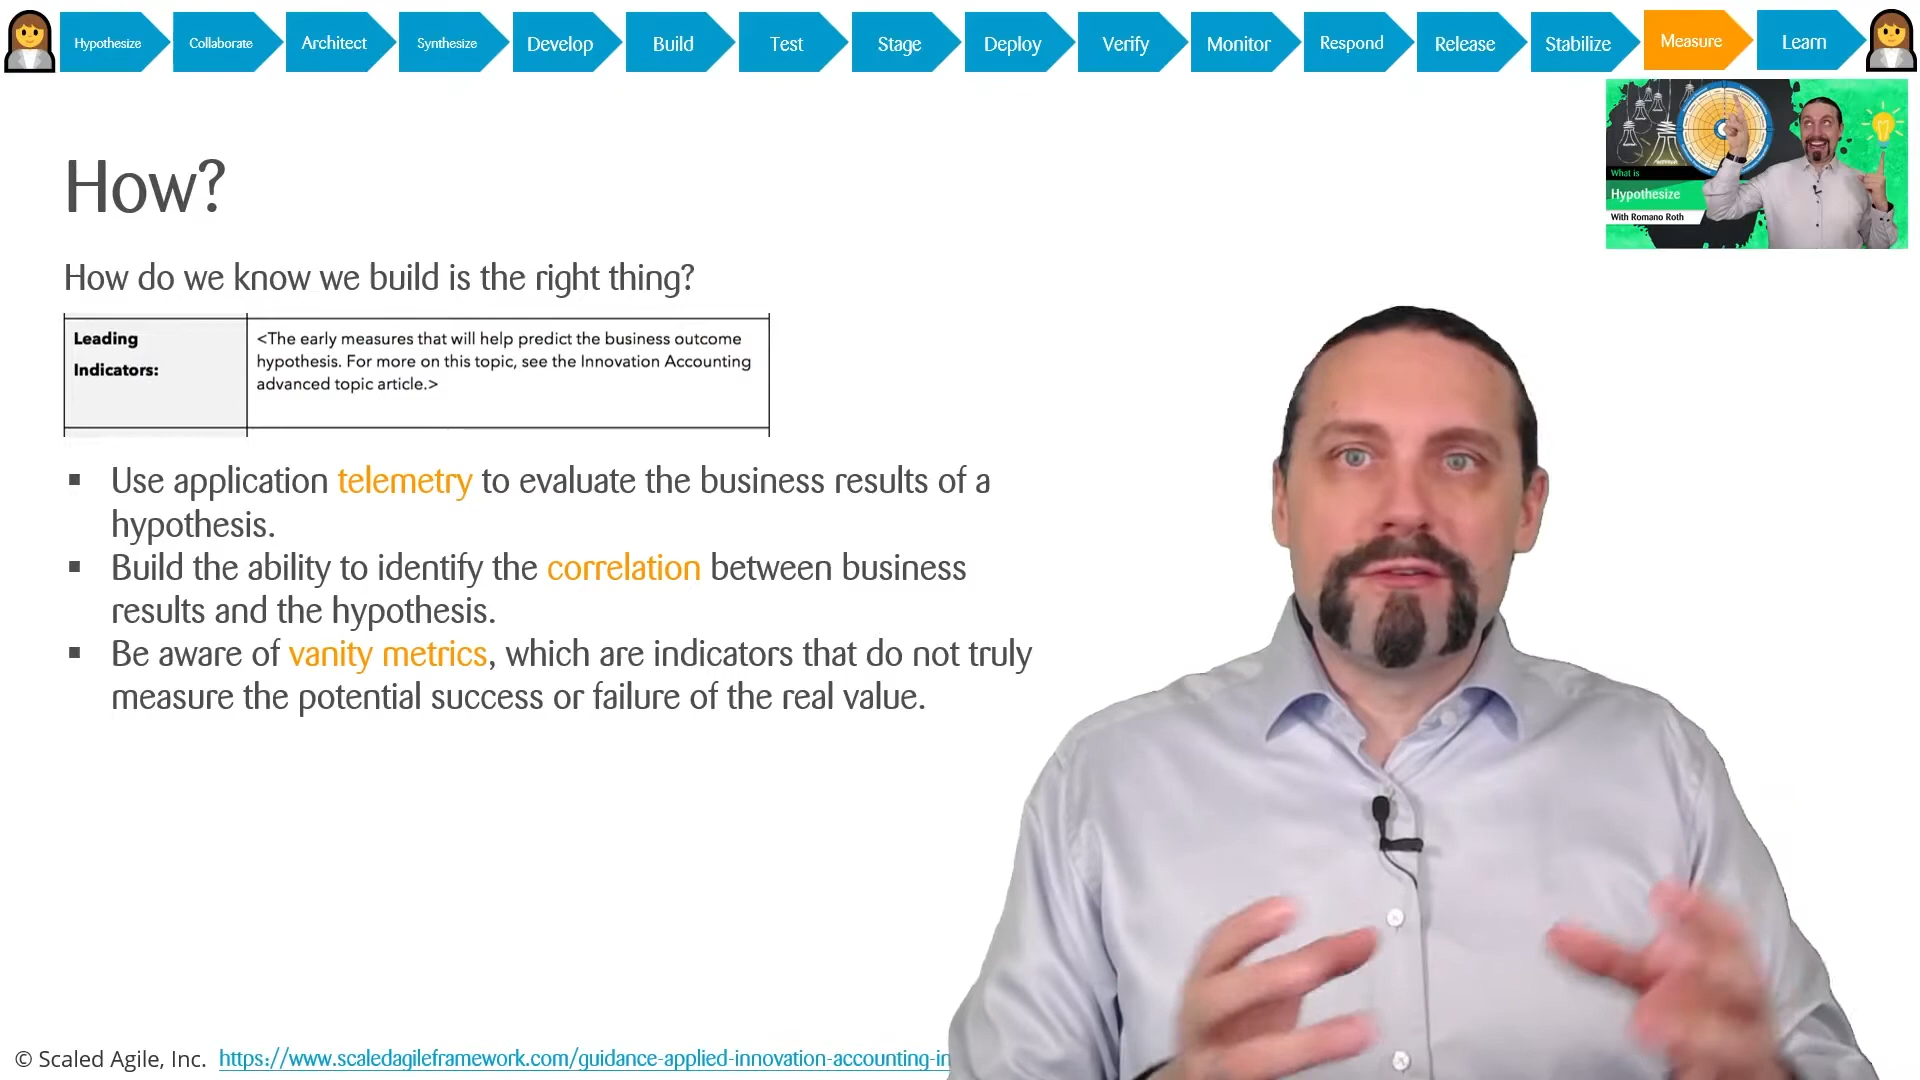 Hypothesize
Collaborate
Architect
Synthesize
Develop
Build
Test
Stage
Deploy
Verify
Monitor
Respond
Release
Stabilize
Measure
Learn
What is
Hypothesize
With Romano Roth
How?
How do we know we build is the right thing?
Leading
Indicators:
<The early measures that will help predict the business outcome
hypothesis. For more on this topic, see the Innovation Accounting
advanced topic article.>
▪ Use application telemetry to evaluate the business results of a
hypothesis.
▪ Build the ability to identify the correlation between business
results and the hypothesis.
▪ Be aware of vanity metrics, which are indicators that do not truly
measure the potential success or failure of the real value.
© Scaled Agile, Inc. https://www.scaledagileframework.com/guidance-applied-innovation-accounting-in